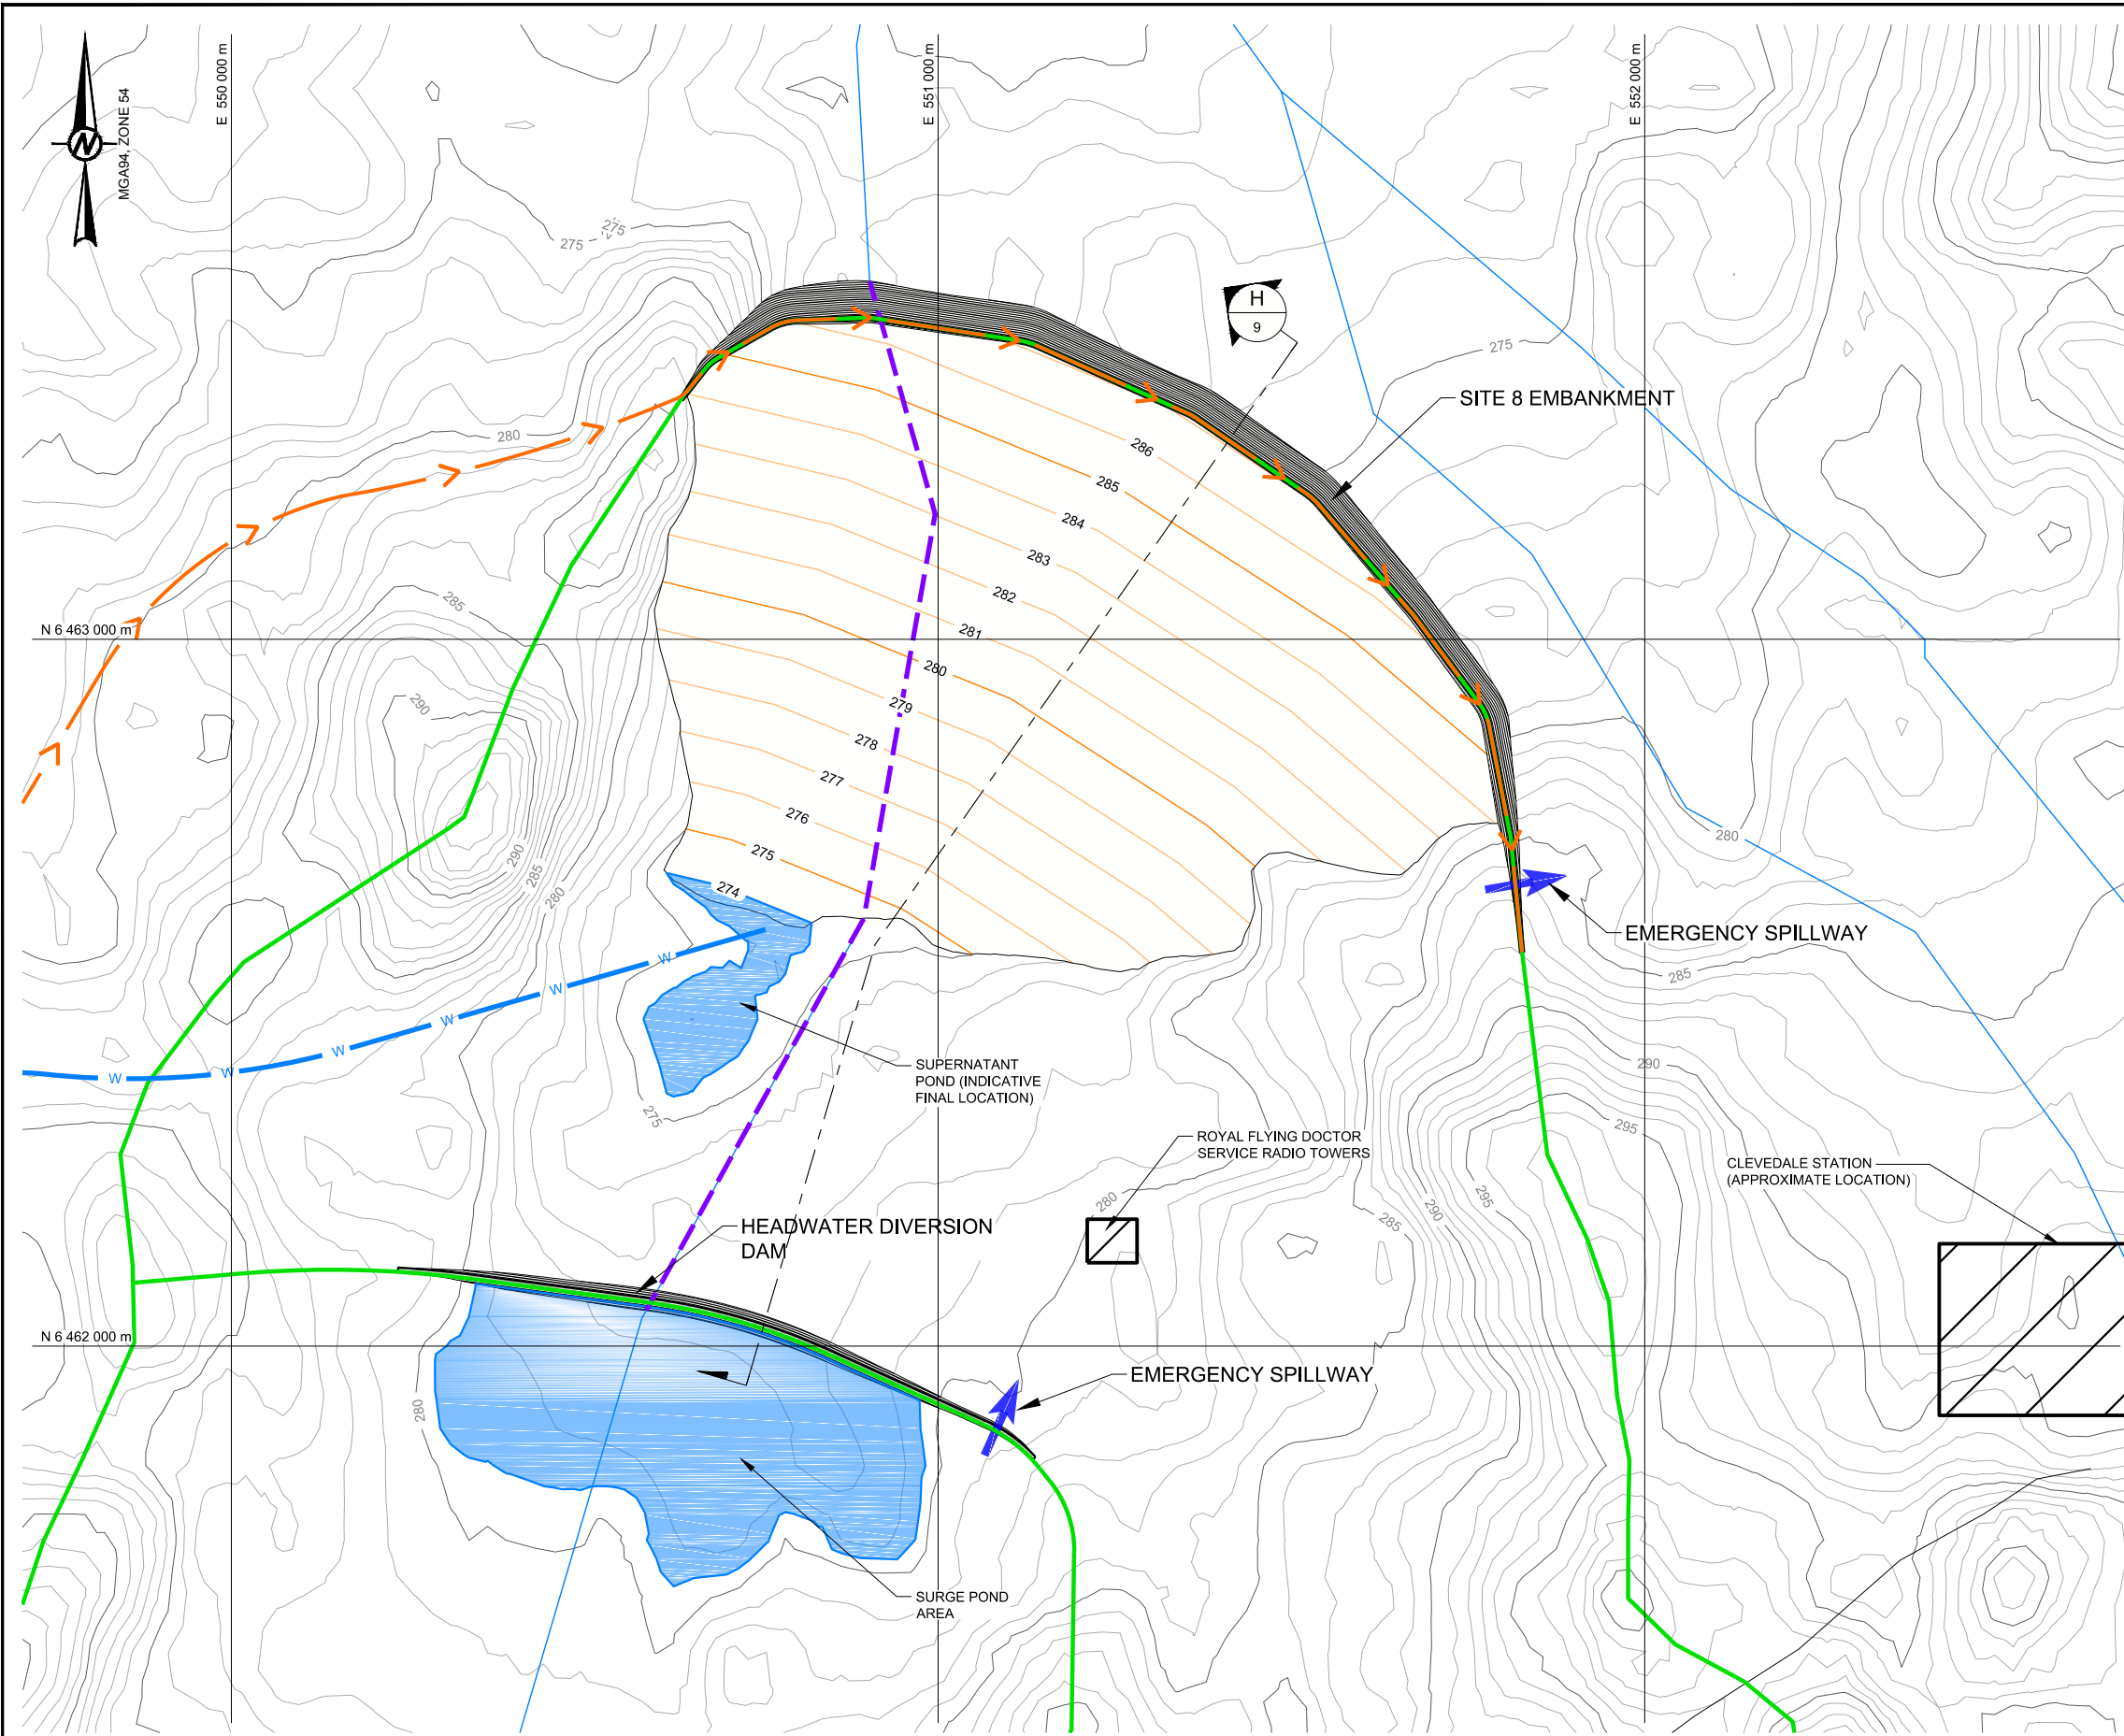 E 550 000 m
E 551 000 m
E 552 000 m
N
MGA94, ZONE 54
275
275
H
9
275
SITE 8 EMBANKMENT
280
286
285
284
283
282
281
280
279
278
277
276
275
274
285
N 6 463 000 m
290
290
285
280
280
EMERGENCY SPILLWAY
285
W
W
W
W
W
W
SUPERNATANT
POND (INDICATIVE
FINAL LOCATION)
275
290
295
ROYAL FLYING DOCTOR
SERVICE RADIO TOWERS
CLEVEDALE STATION
(APPROXIMATE LOCATION)
280
295
290
285
HEADWATER DIVERSION
DAM
N 6 462 000 m
EMERGENCY SPILLWAY
280
SURGE POND
AREA